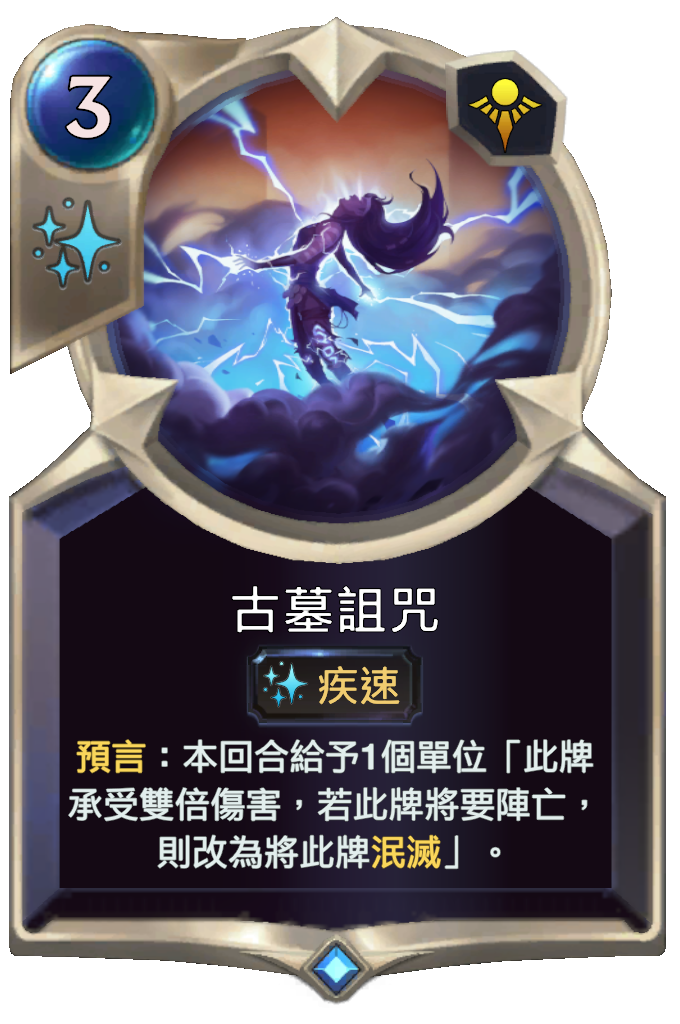 3
古墓詛咒
疾速
預言：本回合給予1個單位「此牌
承受雙倍傷害，若此牌將要陣亡，
則改為將此牌泯滅」。